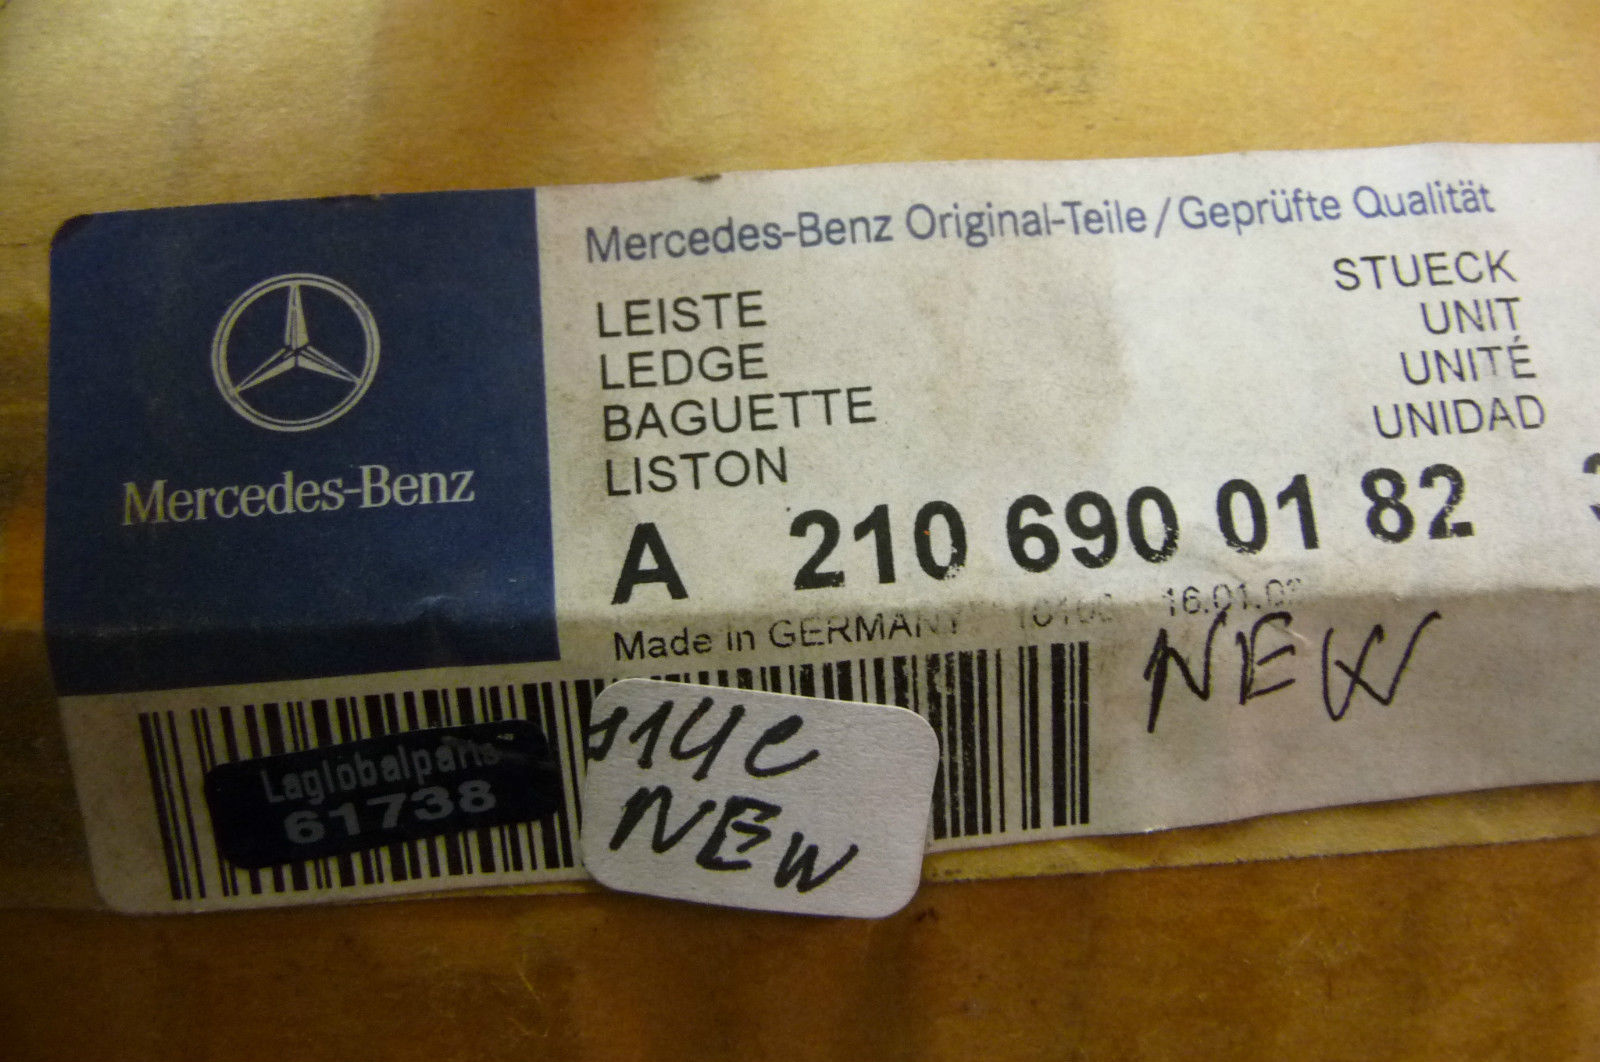 Mercedes-Benz
Mercedes-Benz Original-Teile / Geprüfte Qualität
LEISTE
LEDGE
BAGUETTE
LISTON
STUECK
UNIT
UNITÉ
UNIDAD
A 210 690 01 82
Made in GERMANY
NEW
Laglobalparts
61738
NEW